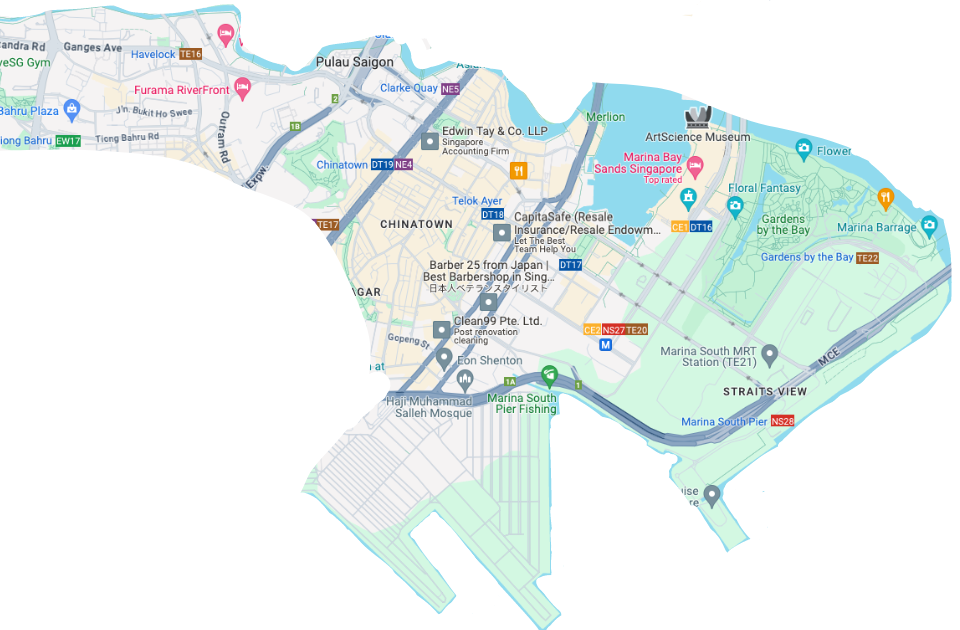 andra Rd
Ganges Ave
Havelock TE16
veSG Gym
Pulau Saigon
Furama RiverFront
Clarke Quay NE5
Merlion
2
Bahru Plaza
J'n. Bukit Ho Swee
Outram Rd
1B
ArtScience Museum
Edwin Tay & Co. LLP
Singapore
Accounting Firm
Tiong Bahru Rd
iong Bahru EW17
Flower
Chinatown DT19 NE4
Marina Bay
Sands Singapore
Top rated
Expw.
Floral Fantasy
Telok Ayer
DT18
CHINATOWN
TE17
CapitaSafe (Resale
Insurance/Resale Endowm...
Let The Best
Team Help You
CE1 DT16
Gardens
by the Bay
Marina Barrage
Gardens by the Bay TE22
DT17
Barber 25 from Japan |
Best Barbershop in Sing...
日本人ベテランスタイリスト
GAR
Clean99 Pte. Ltd.
Post renovation
cleaning
CE2 NS27 TE20
M
Gopeng St
Eon Shenton
Marina South MRT
Station (TE21)
MCE
at
1A
1
STRAITS VIEW
Haji Muhammad
Salleh Mosque
Marina South
Pier Fishing
Marina South Pier NS28
ise
re